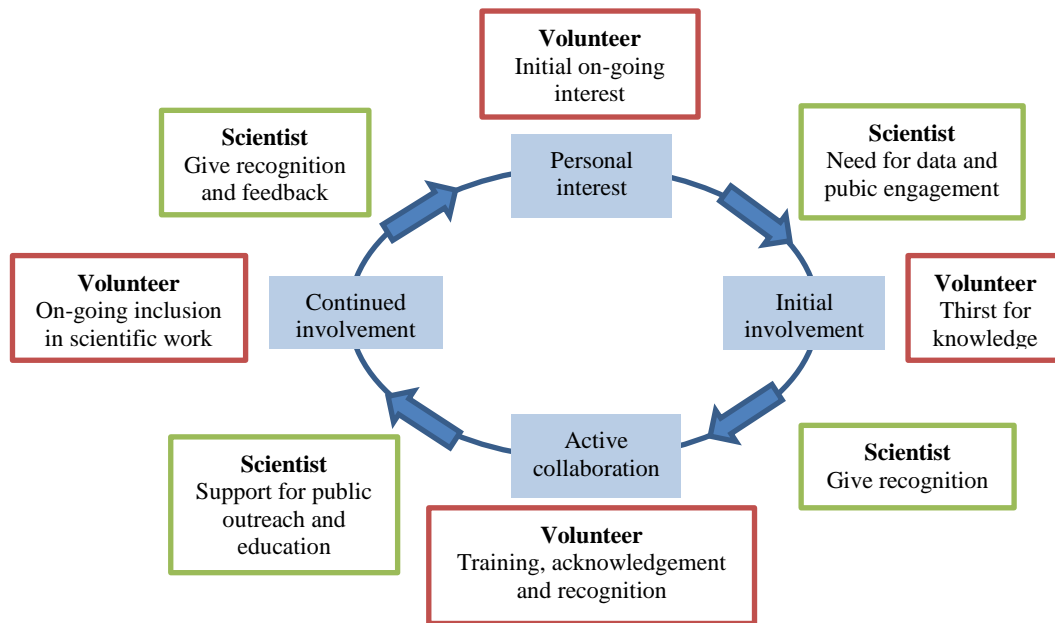 Volunteer
Initial on-going
interest
Scientist
Give recognition
and feedback
Personal
interest
Scientist
Need for data and
pubic engagement
Volunteer
On-going inclusion
in scientific work
Continued
involvement
Initial
involvement
Volunteer
Thirst for
knowledge
Scientist
Support for public
outreach and
education
Active
collaboration
Scientist
Give recognition
Volunteer
Training, acknowledgement
and recognition